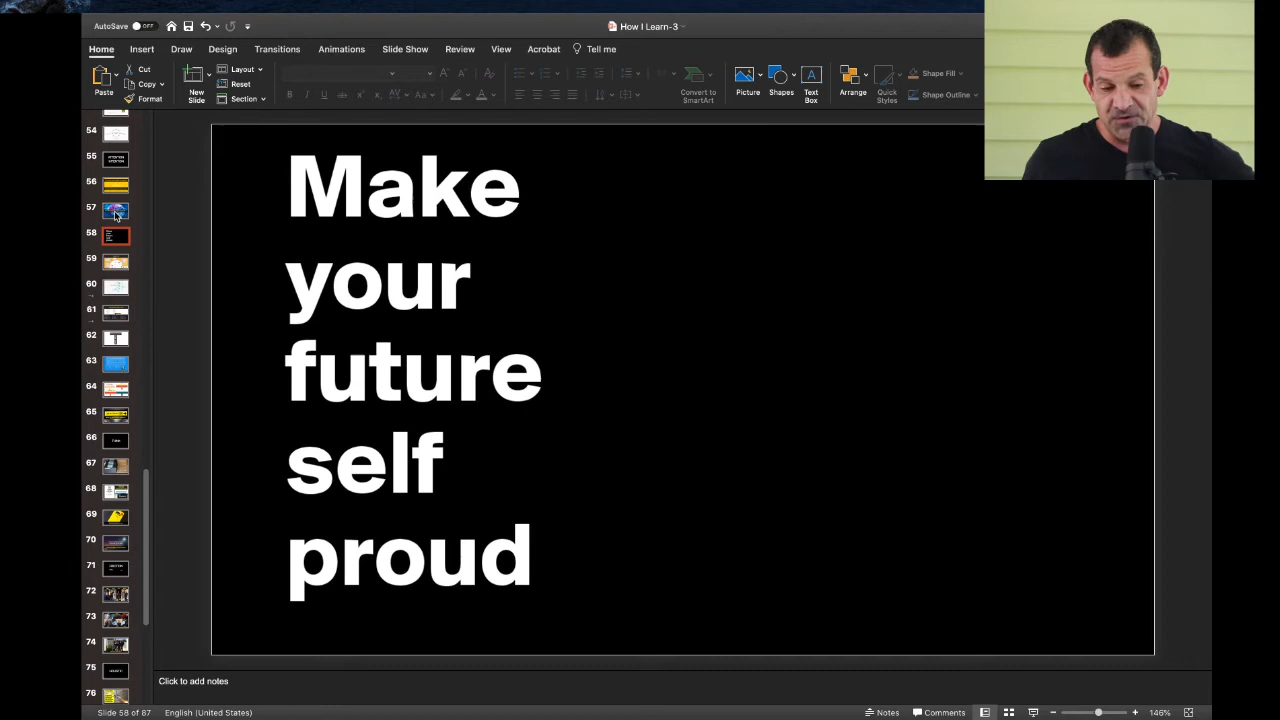 AutoSave OFF How I Learn-3
Home Insert Draw Design Transitions Animations Slide Show Review View Acrobat Tell me
Paste Cut Copy Format New Slide Layout Reset Section Convert to SmartArt Picture Shapes Text Box Arrange Quick Styles Shape Fill Shape Outline
54
55
56
57
58
59
60
61
62
63
64
65
66
67
68
69
70
71
72
73
74
75
76
Make
your
future
self
proud
Click to add notes
Slide 58 of 87 English (United States) Notes Comments 146%